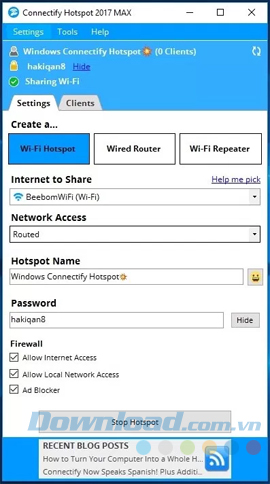 Connectify Hotspot 2017 MAX
Settings Tools Help
Windows Connectify Hotspot💥 (0 Clients)
hakiqan8 Hide
Sharing Wi-Fi
Settings Clients
Create a...
Wi-Fi Hotspot Wired Router Wi-Fi Repeater
Internet to Share Help me pick
BeebomWiFi (Wi-Fi)
Network Access
Routed
Hotspot Name
Windows Connectify Hotspot💥
Password
hakiqan8 Hide
Firewall
Allow Internet Access
Allow Local Network Access
Ad Blocker
Stop Hotspot
Download.com.vn
RECENT BLOG POSTS
How to Turn Your Computer Into a Whole H...
Connectify Now Speaks Spanish! Plus Additi...